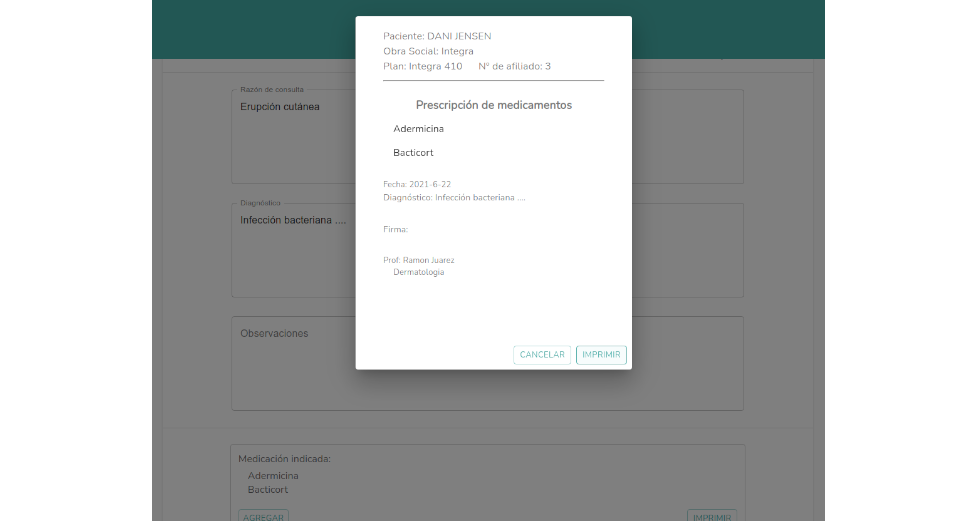 Paciente: DANI JENSEN
Obra Social: Integra
Plan: Integra 410 Nº de afiliado: 3
Prescripción de medicamentos
Adermicina
Bacticort
Fecha: 2021-6-22
Diagnóstico: Infección bacteriana ....
Firma:
Prof: Ramon Juarez
Dermatologia
CANCELAR IMPRIMIR
Razón de consulta
Erupción cutánea
Diagnóstico
Infección bacteriana ....
Observaciones
Medicación indicada:
Adermicina
Bacticort
AGREGAR IMPRIMIR